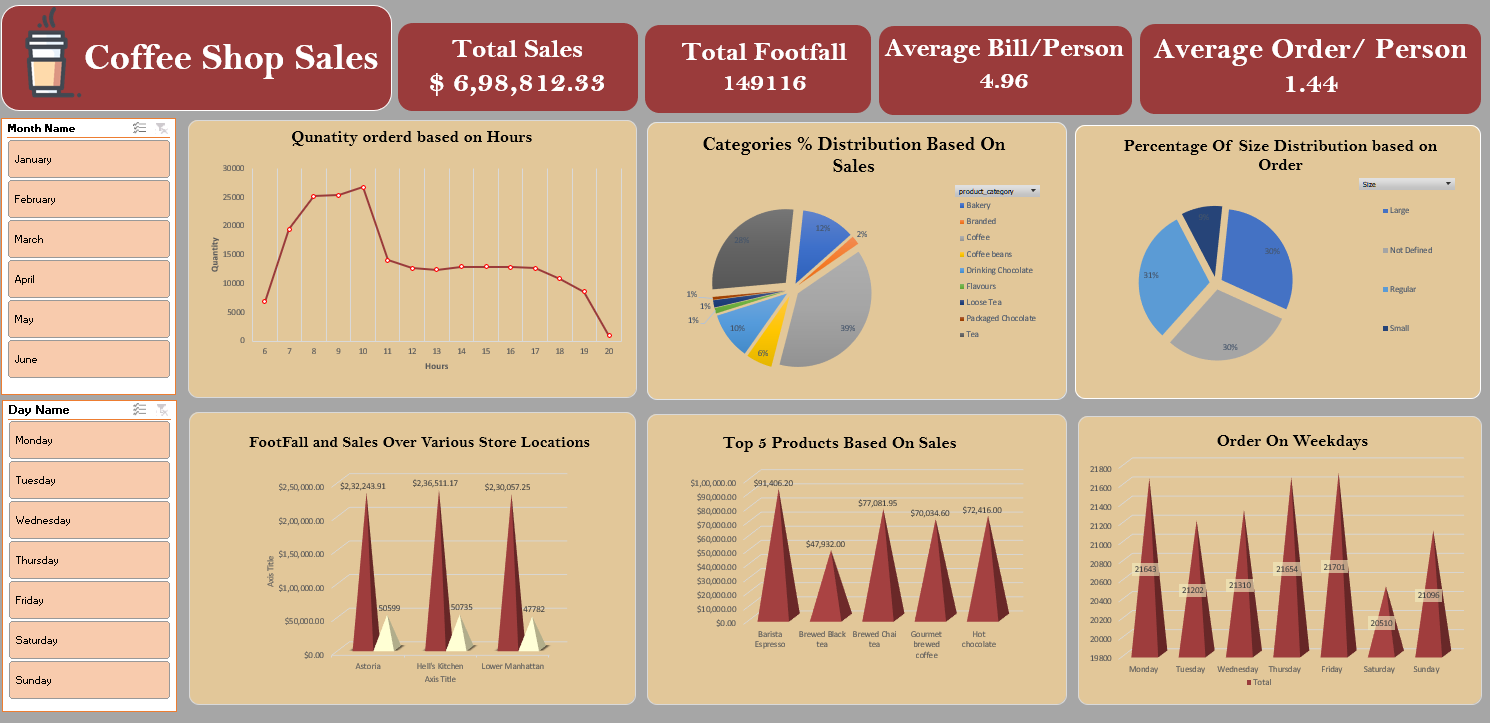 Coffee Shop Sales
Total Sales
$ 6,98,812.33
Total Footfall
149116
Average Bill/Person
4.96
Average Order/ Person
1.44
Month Name
January
February
March
April
May
June
Day Name
Monday
Tuesday
Wednesday
Thursday
Friday
Saturday
Sunday
Qunatity orderd based on Hours
30000
25000
20000
15000
10000
5000
0
Quantity
6 7 8 9 10 11 12 13 14 15 16 17 18 19 20
Hours
Categories % Distribution Based On
Sales
product_category
Bakery
Branded
Coffee
Coffee beans
Drinking Chocolate
Flavours
Loose Tea
Packaged Chocolate
Tea
12%
2%
39%
6%
10%
1%
1%
1%
28%
Percentage Of Size Distribution based on
Order
Size
Large
Not Defined
Regular
Small
30%
30%
31%
FootFall and Sales Over Various Store Locations
$2,50,000.00
$2,00,000.00
$1,50,000.00
$1,00,000.00
$50,000.00
$0.00
Axis Title
$2,32,243.91
$2,36,511.17
$2,30,057.25
50599
50735
47782
Astoria
Hell's Kitchen
Lower Manhattan
Axis Title
Top 5 Products Based On Sales
$1,00,000.00
$90,000.00
$80,000.00
$70,000.00
$60,000.00
$50,000.00
$40,000.00
$30,000.00
$20,000.00
$10,000.00
$0.00
$91,406.20
$47,932.00
$77,081.95
$70,034.60
$72,416.00
Barista
Espresso
Brewed Black
tea
Brewed Chai
tea
Gourmet
brewed
coffee
Hot
chocolate
Order On Weekdays
21800
21600
21400
21200
21000
20800
20600
20400
20200
20000
19800
21643
21202
21310
21654
21701
20510
21096
Monday
Tuesday
Wednesday
Thursday
Friday
Saturday
Sunday
Total